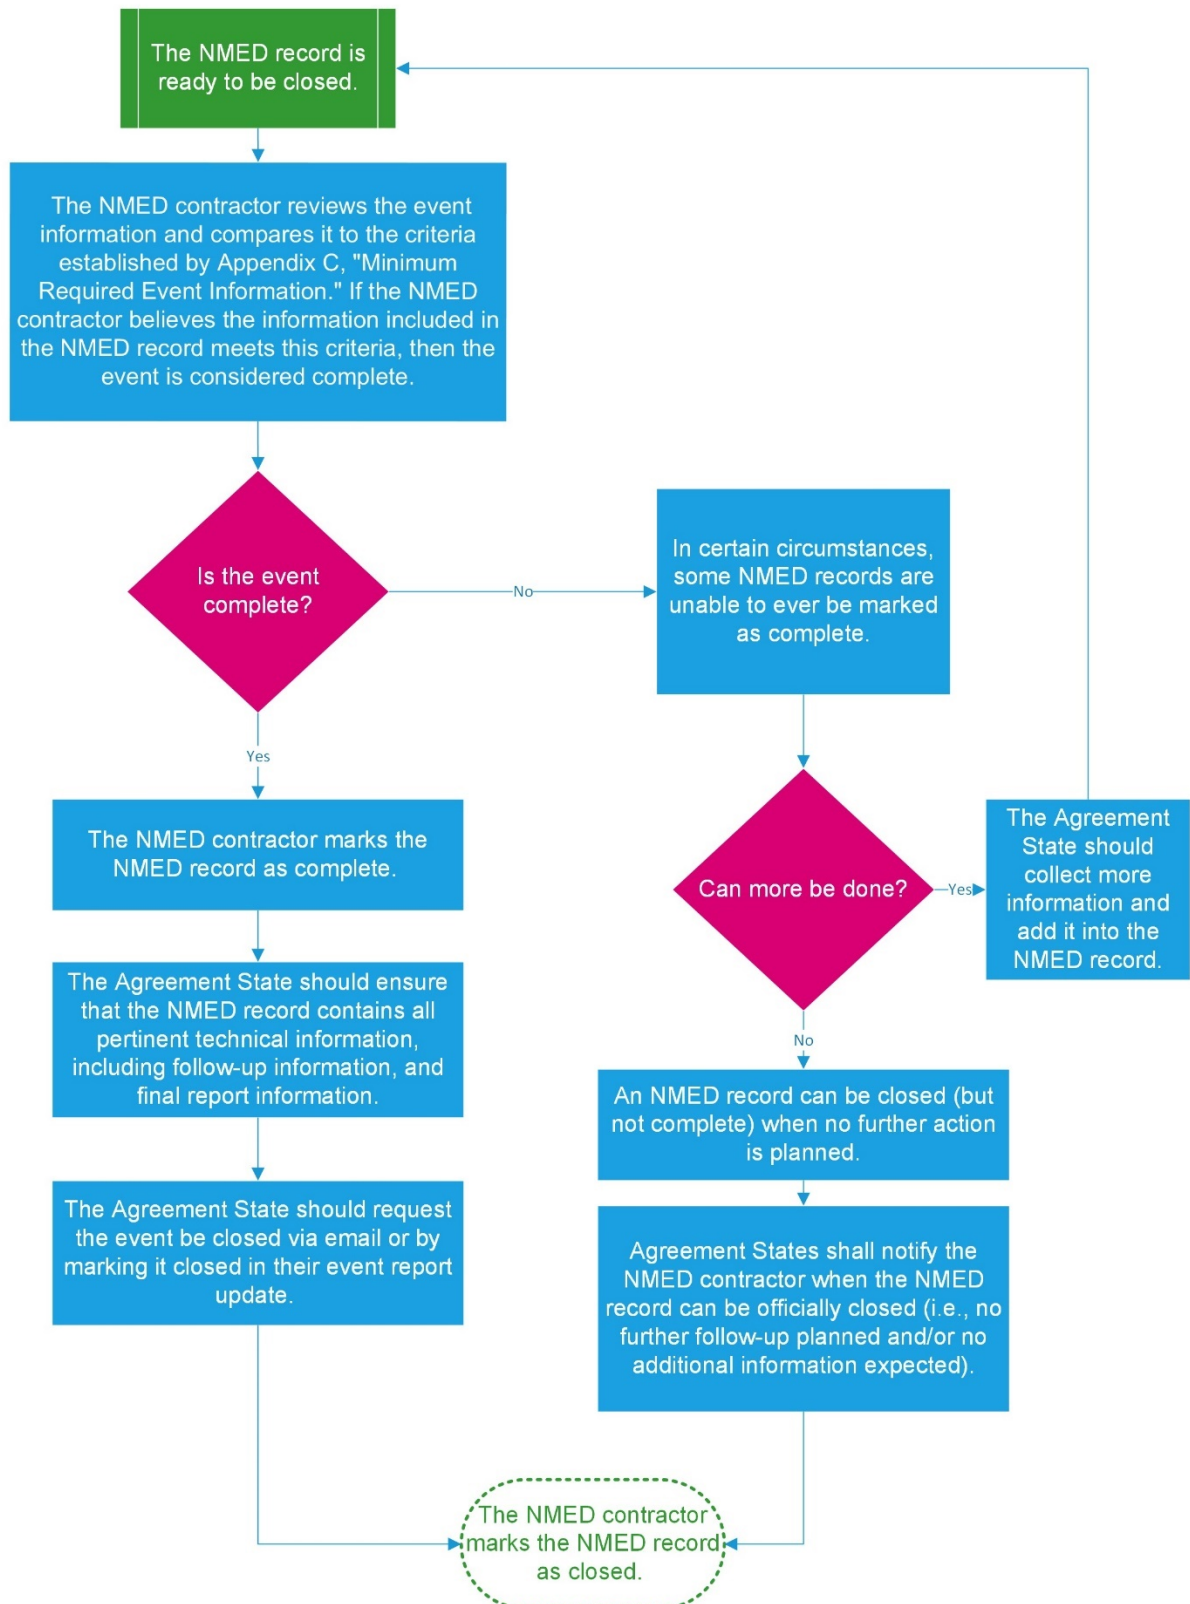 The NMED record is
ready to be closed.
The NMED contractor reviews the event
information and compares it to the criteria
established by Appendix C, "Minimum
Required Event Information." If the NMED
contractor believes the information included in
the NMED record meets this criteria, then the
event is considered complete.
Is the event
complete?
No
In certain circumstances,
some NMED records are
unable to ever be marked
as complete.
Yes
The NMED contractor marks the
NMED record as complete.
Can more be done?
Yes
The Agreement
State should
collect more
information and
add it into the
NMED record.
The Agreement State should ensure
that the NMED record contains all
pertinent technical information,
including follow-up information, and
final report information.
No
An NMED record can be closed (but
not complete) when no further action
is planned.
The Agreement State should request
the event be closed via email or by
marking it closed in their event report
update.
Agreement States shall notify the
NMED contractor when the NMED
record can be officially closed (i.e., no
further follow-up planned and/or no
additional information expected).
The NMED contractor
marks the NMED record
as closed.